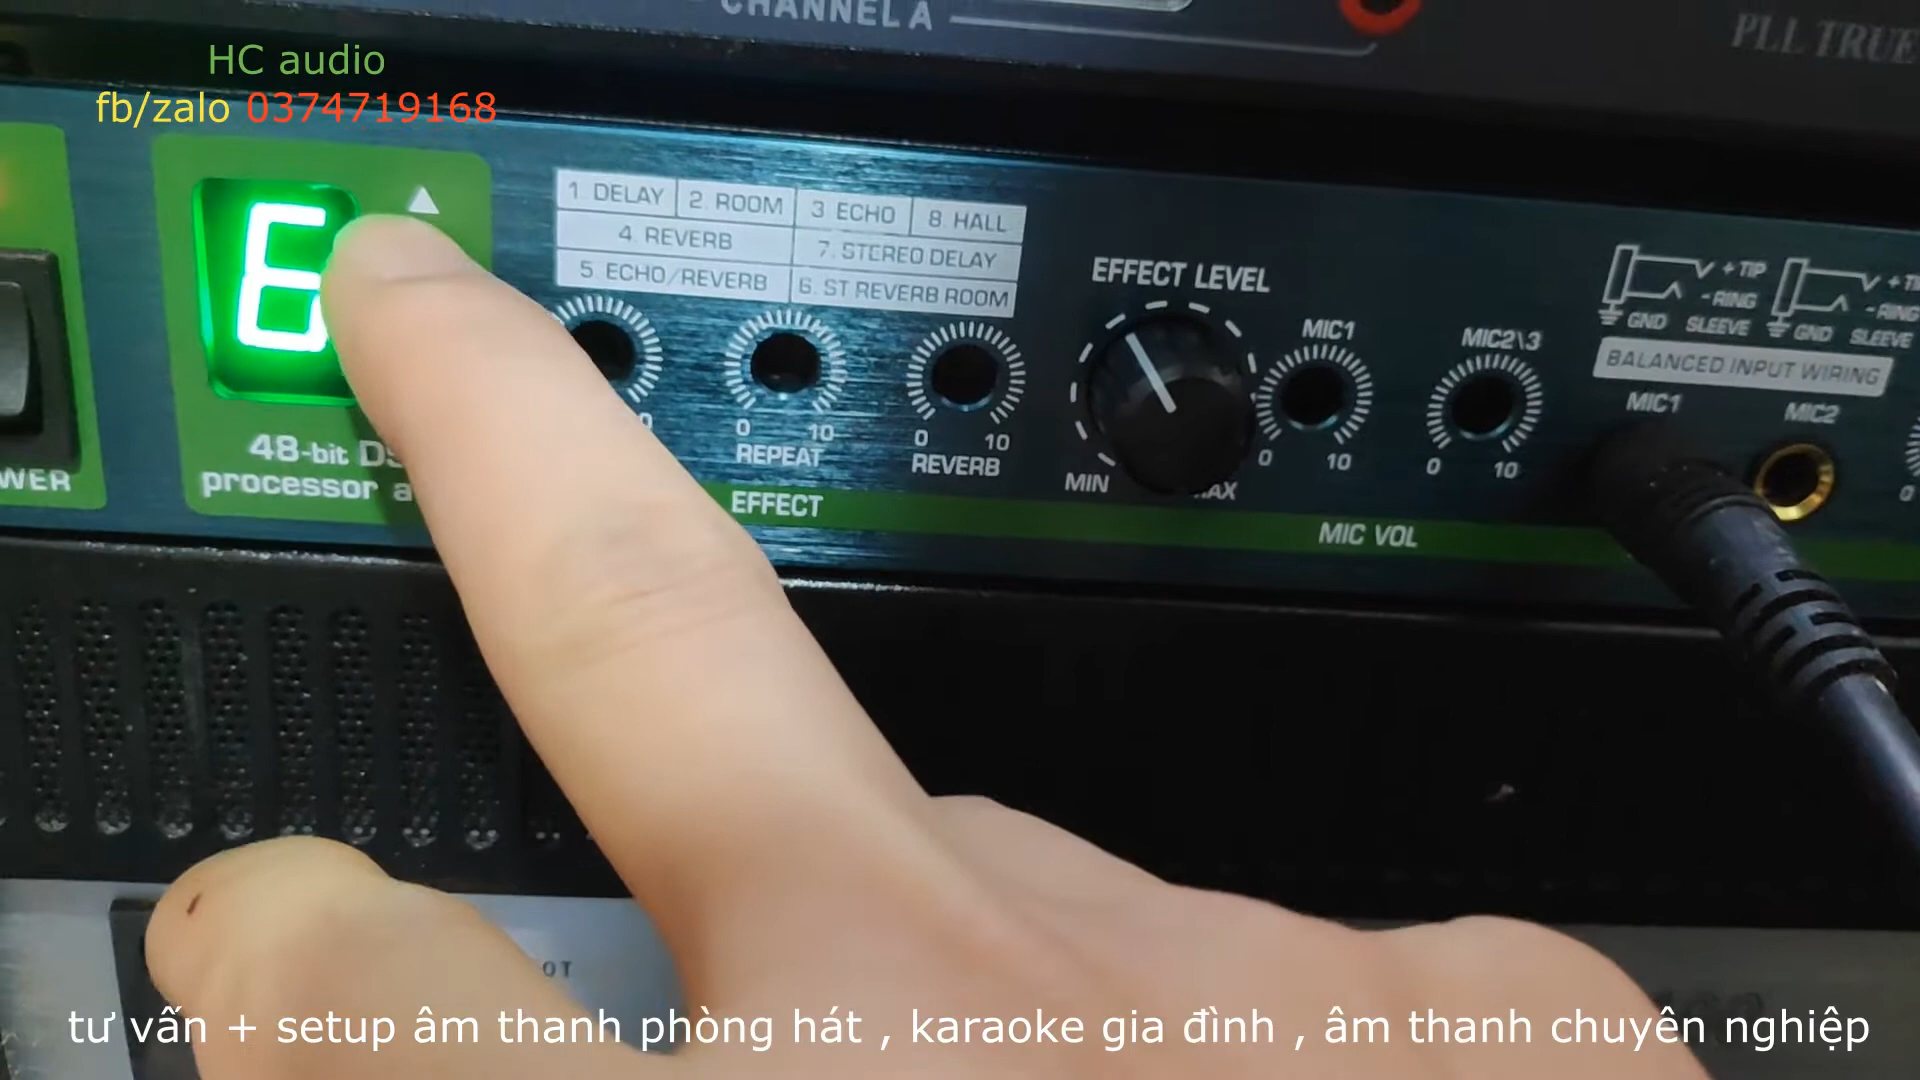 CHANNEL A
PLL TRUE
HC audio
fb/zalo 0374719168
6
48-bit
processor
1. DELAY 2. ROOM 3. ECHO 8. HALL
4. REVERB 7. STEREO DELAY
5. ECHO/REVERB 6. ST REVERB ROOM
0 10
REPEAT
0 10
REVERB
EFFECT
EFFECT LEVEL
MIN
MIC1
0 10
MIC2\3
0 10
MIC VOL
+ TIP
- RING
GND SLEEVE
- RING
GND SLEEVE
BALANCED INPUT WIRING
MIC1 MIC2
0
tư vấn + setup âm thanh phòng hát , karaoke gia đình , âm thanh chuyên nghiệp